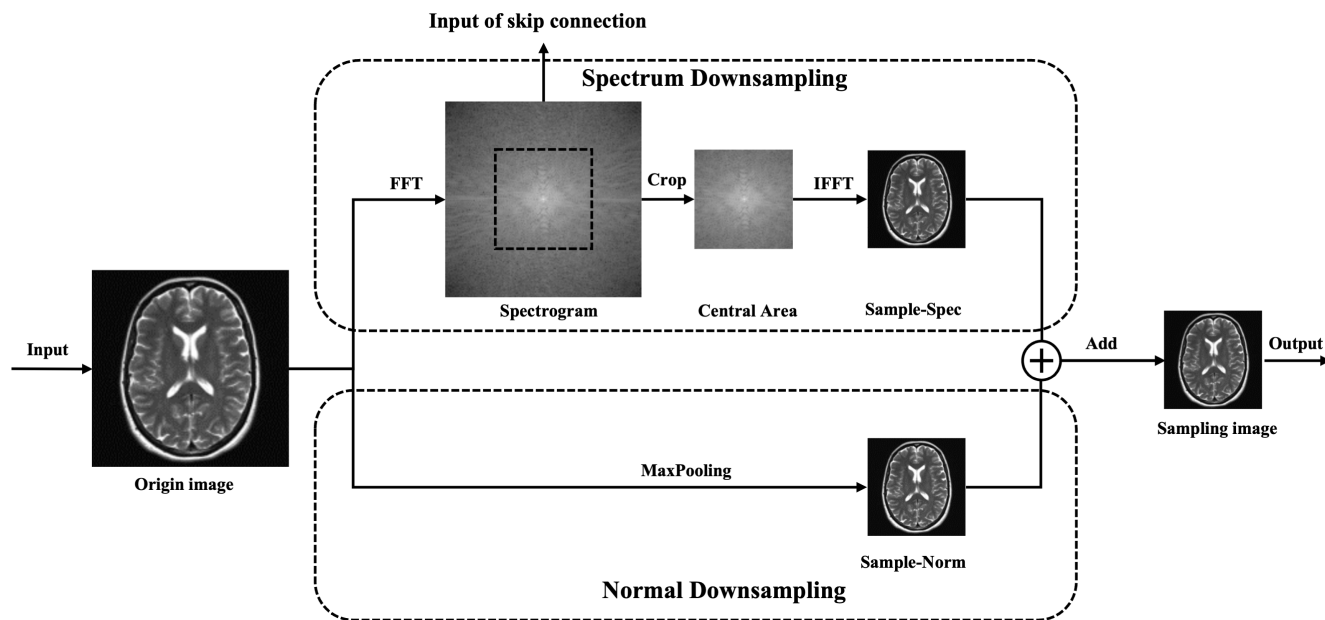 Input of skip connection
Spectrum Downsampling
FFT
Crop
IFFT
Spectrogram
Central Area
Sample-Spec
Input
Origin image
Add
Output
Sampling image
MaxPooling
Sample-Norm
Normal Downsampling